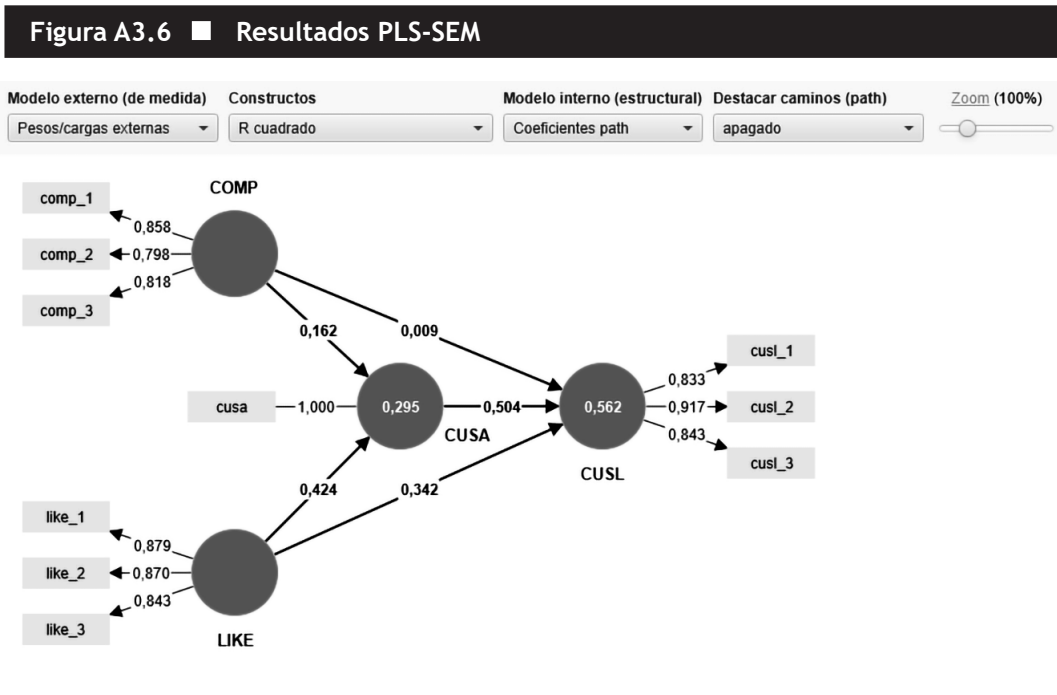 Figura A3.6 ■ Resultados PLS-SEM
Modelo externo (de medida) Constructos Modelo interno (estructural) Destacar caminos (path) Zoom (100%)
Pesos/cargas externas R cuadrado Coeficientes path apagado
COMP
comp_1
0,858
comp_2
0,798
0,818
comp_3
0,162
0,009
cusl_1
0,833
cusa
1,000
0,295
0,504
0,562
0,917
cusl_2
CUSA
0,843
cusl_3
CUSL
0,424
0,342
like_1
0,879
like_2
0,870
0,843
like_3
LIKE